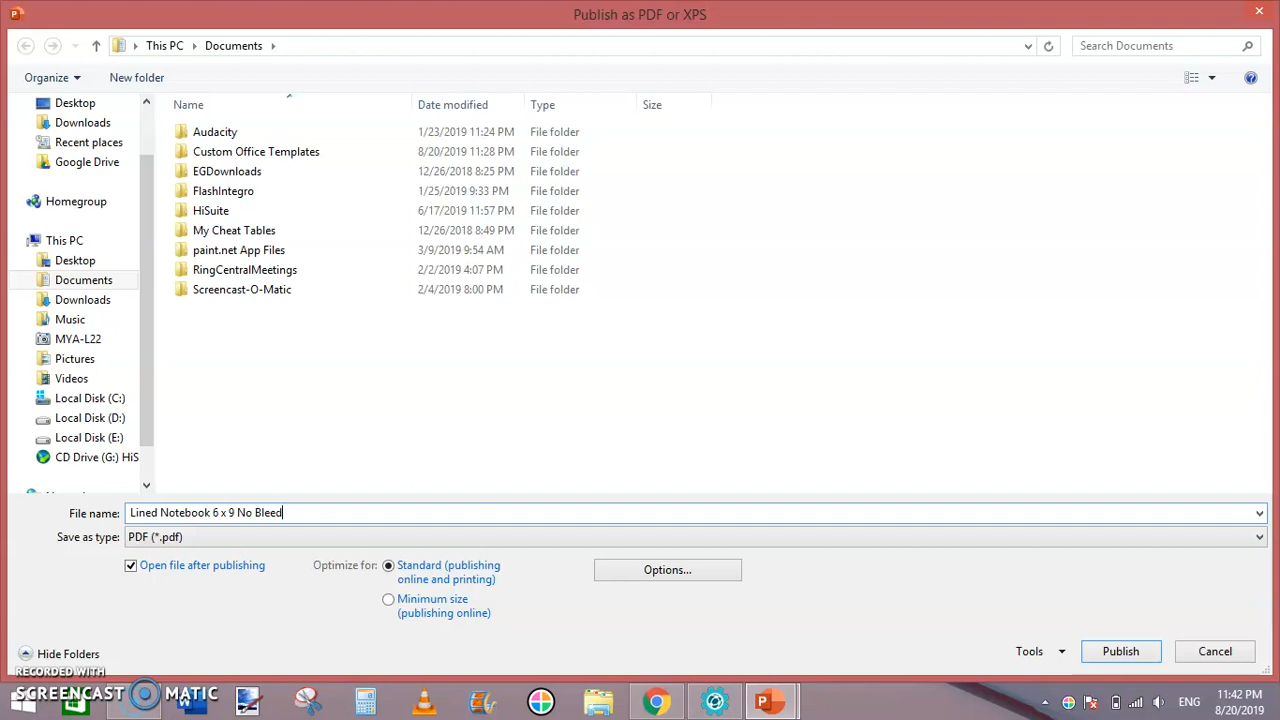 Publish as PDF or XPS
This PC
Documents
Search Documents
Organize
New folder
Name
Date modified
Type
Size
Desktop
Downloads
Recent places
Google Drive
Homegroup
This PC
Desktop
Documents
Downloads
Music
MYA-L22
Pictures
Videos
Local Disk (C:)
Local Disk (D:)
Local Disk (E:)
CD Drive (G:) HiS
Audacity 1/23/2019 11:24 PM File folder
Custom Office Templates 8/20/2019 11:28 PM File folder
EGDownloads 12/26/2018 8:25 PM File folder
FlashIntegro 1/25/2019 9:33 PM File folder
HiSuite 6/17/2019 11:57 PM File folder
My Cheat Tables 12/26/2018 8:49 PM File folder
paint.net App Files 3/9/2019 9:54 AM File folder
RingCentralMeetings 2/2/2019 4:07 PM File folder
Screencast-O-Matic 2/4/2019 8:00 PM File folder
File name: Lined Notebook 6 x 9 No Bleed
Save as type: PDF (*.pdf)
Open file after publishing
Optimize for:
Standard (publishing
online and printing)
Minimum size
(publishing online)
Options...
Hide Folders
Tools
Publish
Cancel
RECORDED WITH
SCREENCAST MATIC
ENG
11:42 PM
8/20/2019